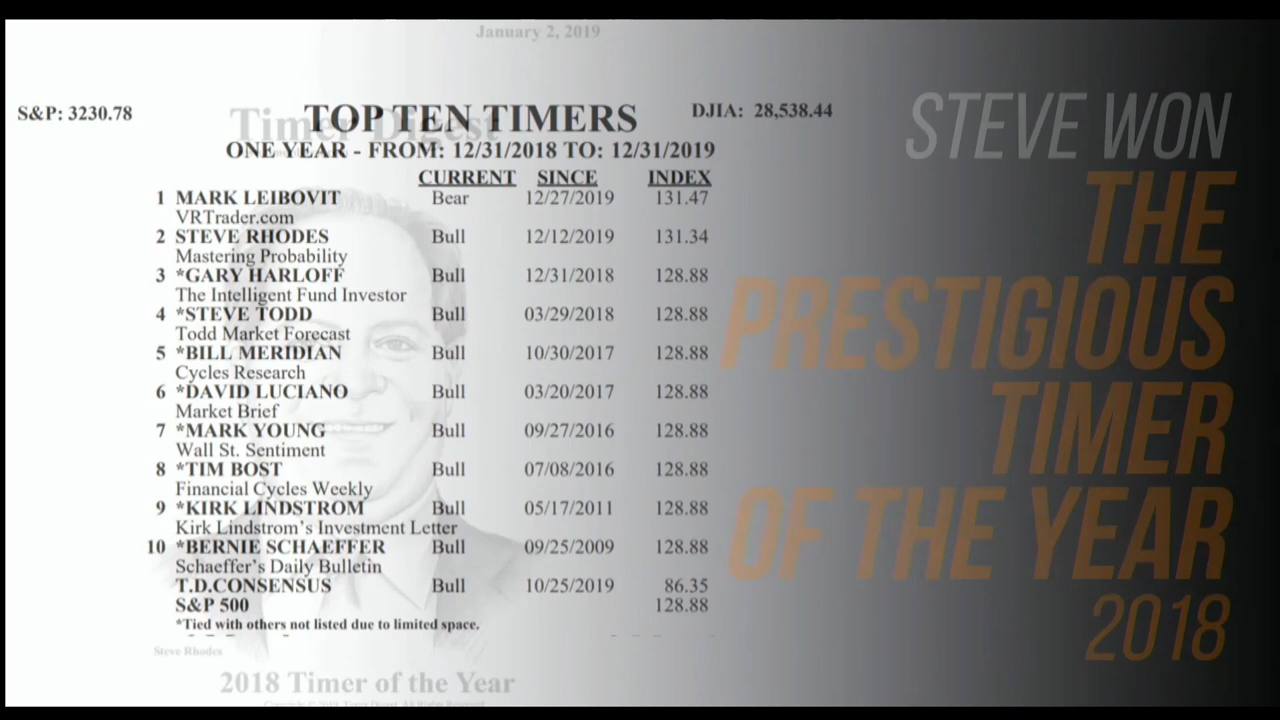 January 2, 2019
Timer Digest
S&P: 3230.78
TOP TEN TIMERS
DJIA: 28,538.44
ONE YEAR - FROM: 12/31/2018 TO: 12/31/2019
CURRENT SINCE INDEX
1 MARK LEIBOVIT Bear 12/27/2019 131.47
VRTrader.com
2 STEVE RHODES Bull 12/12/2019 131.34
Mastering Probability
3 *GARY HARLOFF Bull 12/31/2018 128.88
The Intelligent Fund Investor
4 *STEVE TODD Bull 03/29/2018 128.88
Todd Market Forecast
5 *BILL MERIDIAN Bull 10/30/2017 128.88
Cycles Research
6 *DAVID LUCIANO Bull 03/20/2017 128.88
Market Brief
7 *MARK YOUNG Bull 09/27/2016 128.88
Wall St. Sentiment
8 *TIM BOST Bull 07/08/2016 128.88
Financial Cycles Weekly
9 *KIRK LINDSTROM Bull 05/17/2011 128.88
Kirk Lindstrom's Investment Letter
10 *BERNIE SCHAEFFER Bull 09/25/2009 128.88
Schaeffer's Daily Bulletin
T.D.CONSENSUS Bull 10/25/2019 86.35
S&P 500 128.88
*Tied with others not listed due to limited space.
Steve Rhodes
2018 Timer of the Year
STEVE WON
THE
PRESTIGIOUS
TIMER
OF THE YEAR
2018